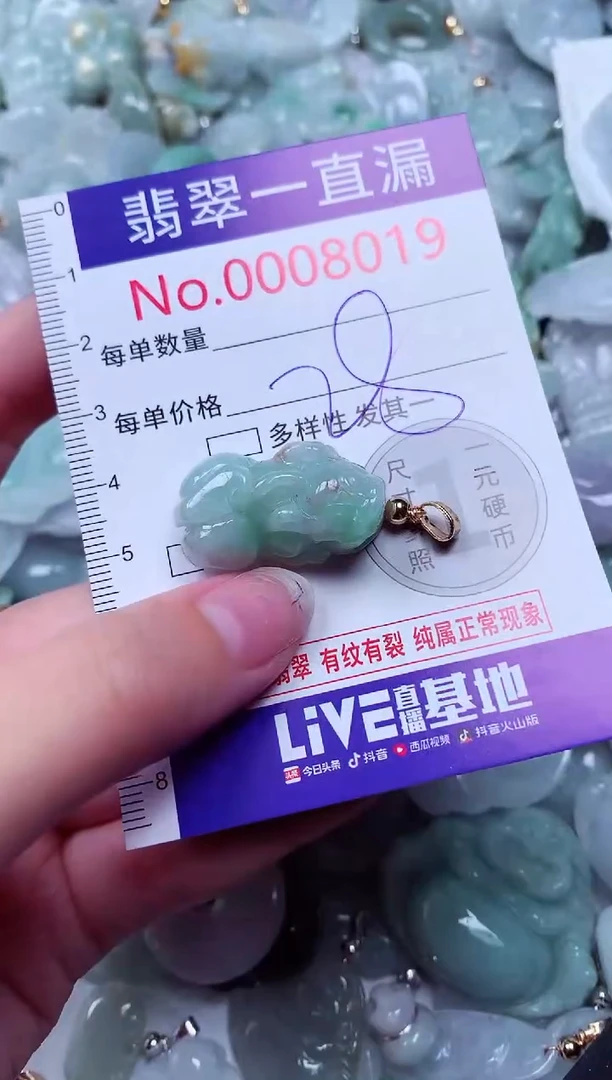 0
翡翠一直漏
1
No.0008019
2
每单数量
28
3
每单价格
多样性 发其一
4
一元硬币
尺寸
照
1
5
翡翠 有纹有裂 纯属正常现象
LiVE直播基地
今日头条 抖音 西瓜视频 抖音火山版
8